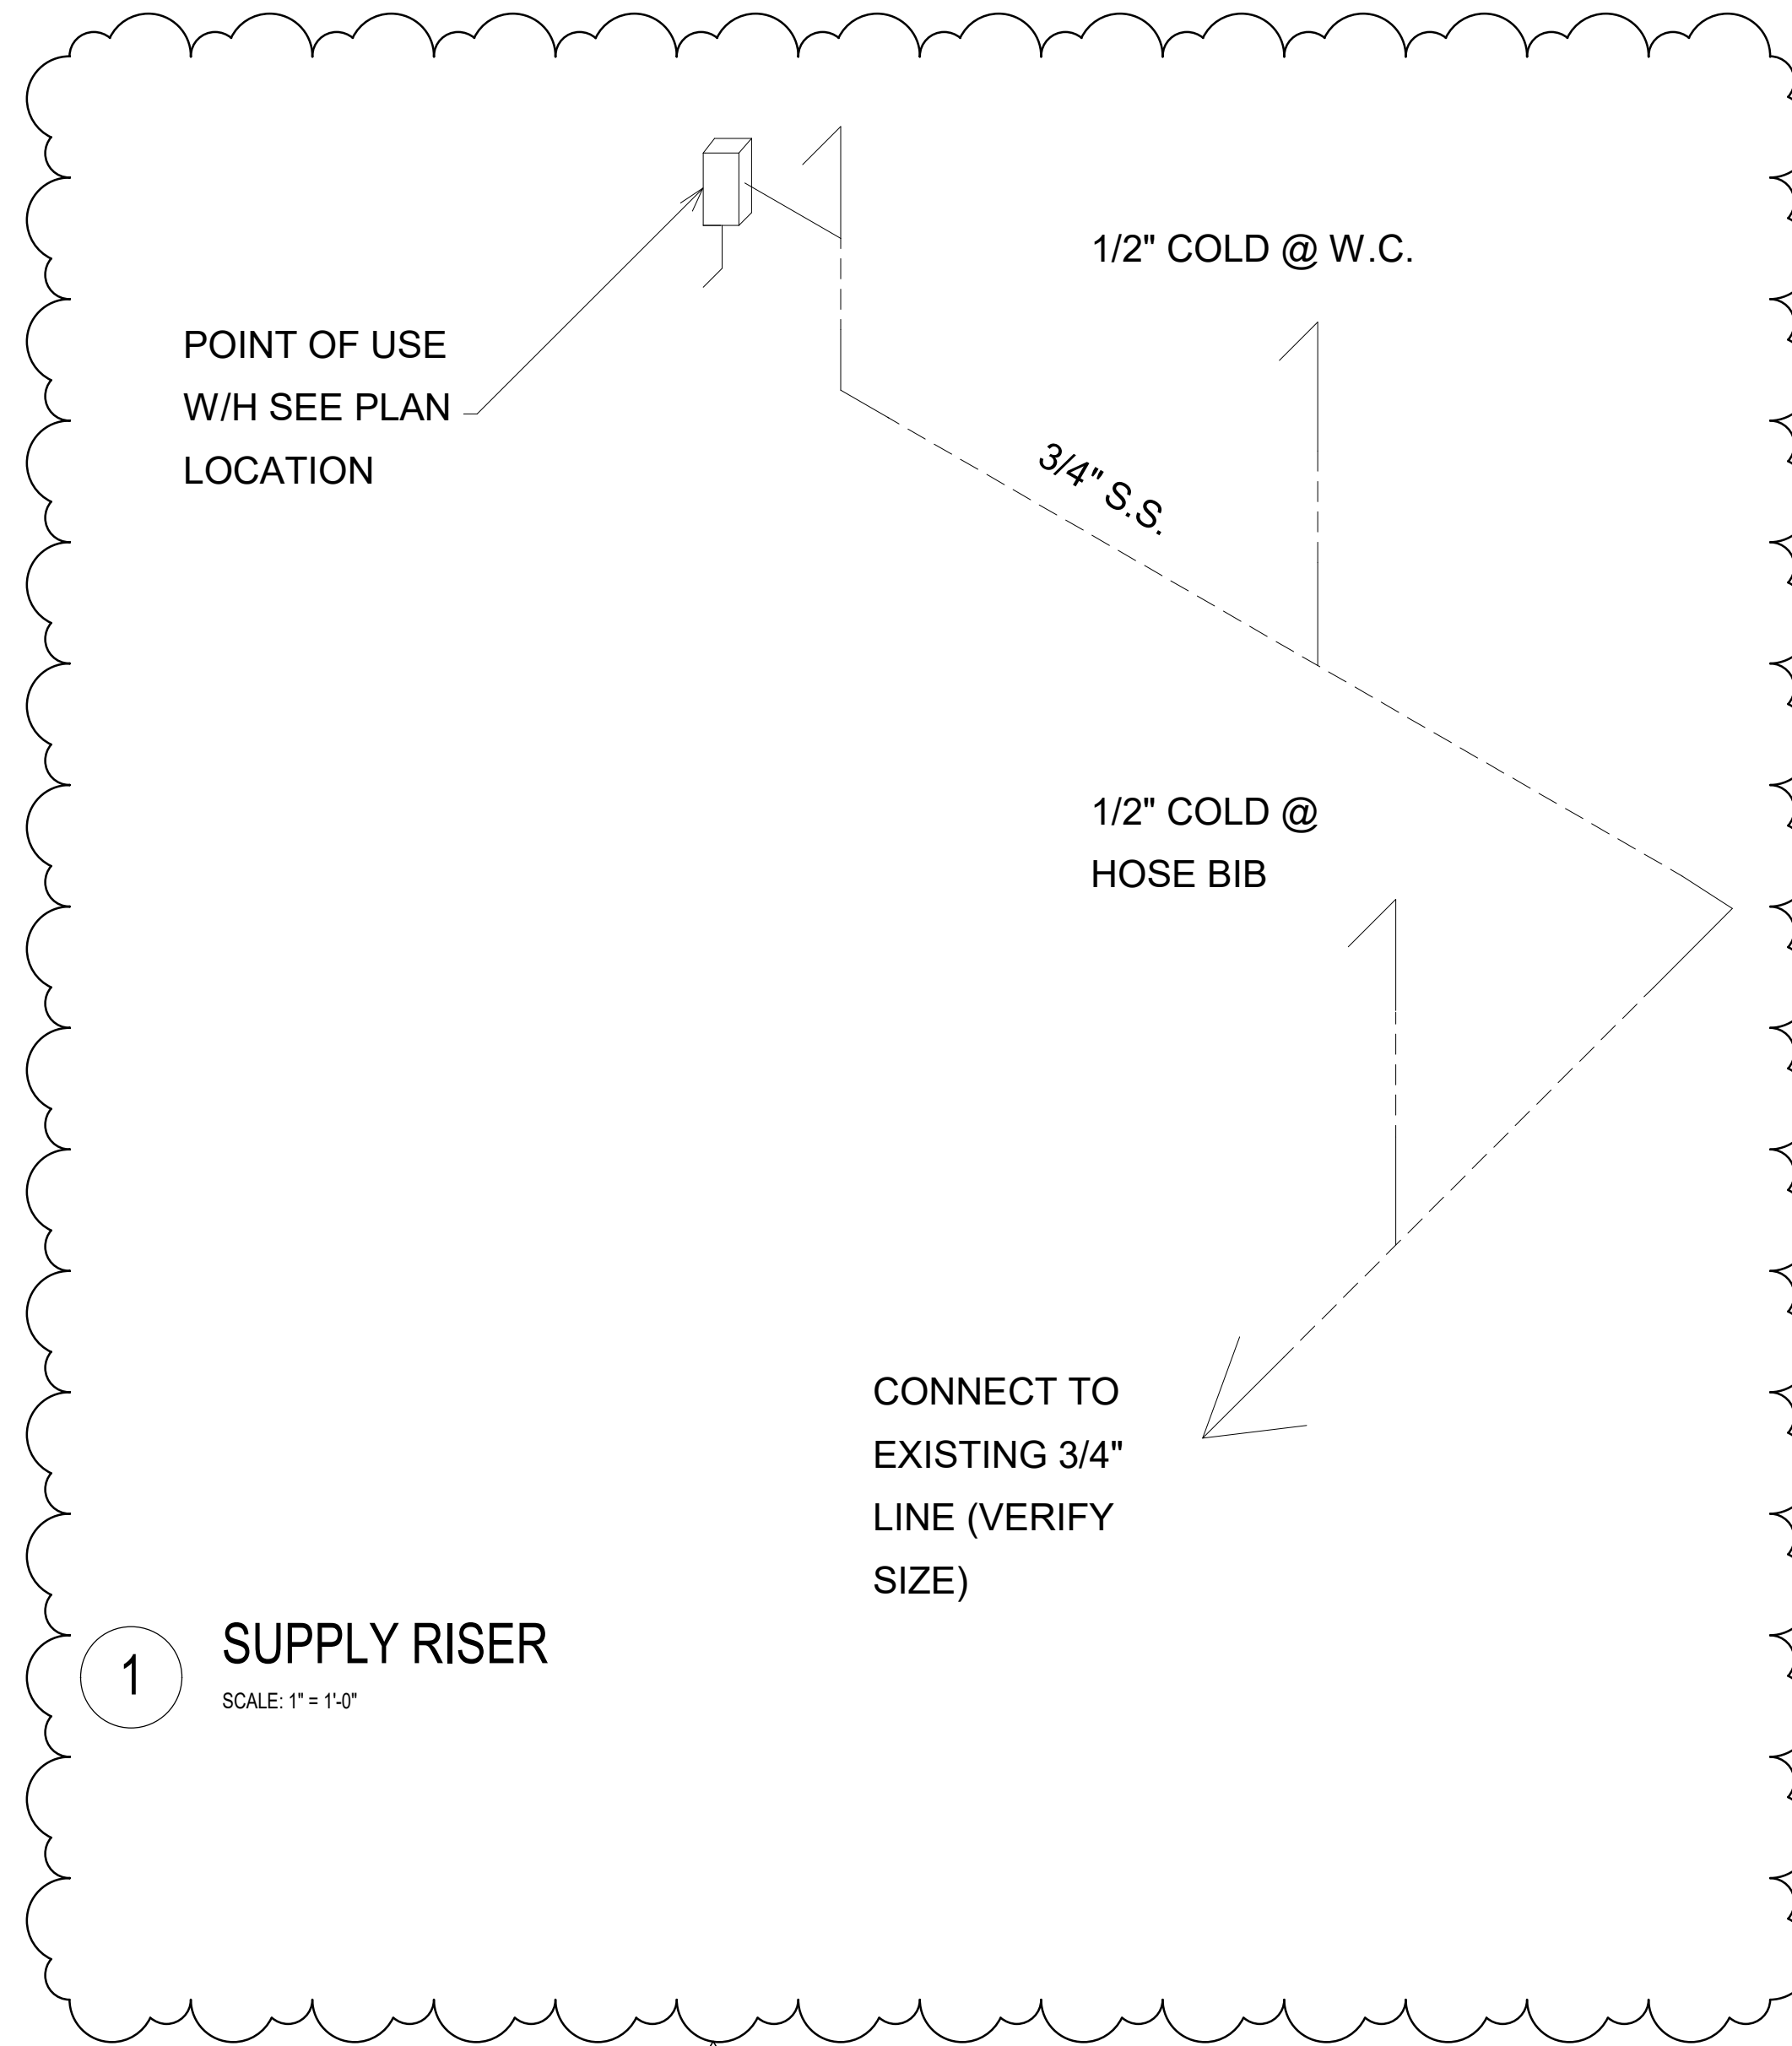 1/2" COLD @ W.C.
POINT OF USE
W/H SEE PLAN
LOCATION
3/4" S.S.
1/2" COLD @
HOSE BIB
CONNECT TO
EXISTING 3/4"
LINE (VERIFY
SIZE)
1
SUPPLY RISER
SCALE: 1" = 1'-0"